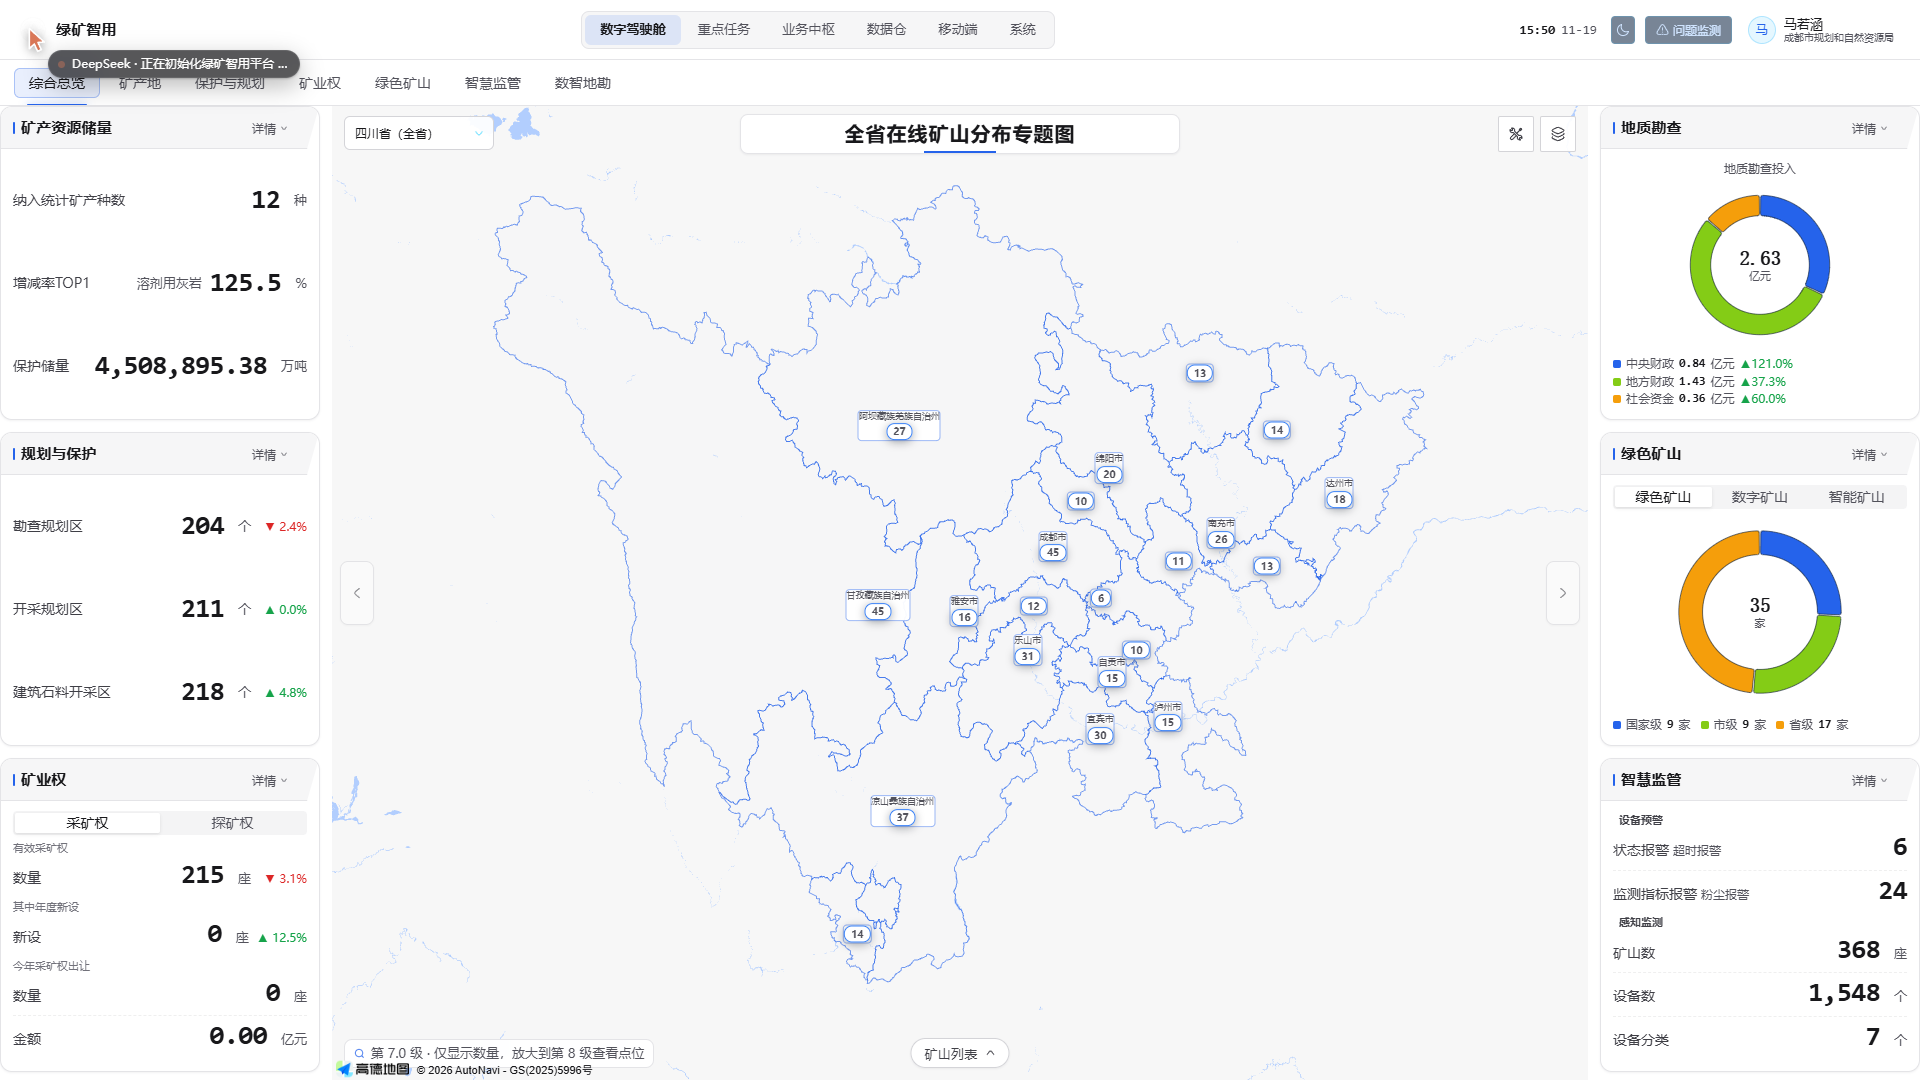 绿矿智用
数字驾驶舱
重点任务
业务中枢
数据仓
移动端
系统
15:50 11-19
问题监测
马
马若涵
成都市规划和自然资源局
DeepSeek · 正在初始化绿矿智用平台 ...
综合总览
矿产地
保护与规划
矿业权
绿色矿山
智慧监管
数智地勘
矿产资源储量
详情
纳入统计矿产种数
12 种
增减率TOP1
溶剂用灰岩 125.5 %
保护储量
4,508,895.38 万吨
规划与保护
详情
勘查规划区
204 个 ▼ 2.4%
开采规划区
211 个 ▲ 0.0%
建筑石料开采区
218 个 ▲ 4.8%
矿业权
详情
采矿权
探矿权
有效采矿权
数量
215 座 ▼ 3.1%
其中年度新设
新设
0 座 ▲ 12.5%
今年采矿权出让
数量
0 座
金额
0.00 亿元
四川省（全省）
全省在线矿山分布专题图
13
阿坝藏族羌族自治州
27
14
绵阳市
20
达州市
18
10
南充市
26
成都市
45
11
13
甘孜藏族自治州
45
雅安市
16
12
6
乐山市
31
10
自贡市
15
泸州市
15
宜宾市
30
凉山彝族自治州
37
14
第 7.0 级 · 仅显示数量，放大到第 8 级查看点位
高德地图 © 2026 AutoNavi - GS(2025)5996号
矿山列表
地质勘查
详情
地质勘查投入
2.63
亿元
中央财政 0.84 亿元 ▲121.0%
地方财政 1.43 亿元 ▲37.3%
社会资金 0.36 亿元 ▲60.0%
绿色矿山
详情
绿色矿山
数字矿山
智能矿山
35
家
国家级 9 家 市级 9 家 省级 17 家
智慧监管
详情
设备预警
状态报警 超时报警
6
监测指标报警 粉尘报警
24
感知监测
矿山数
368 座
设备数
1,548 个
设备分类
7 个